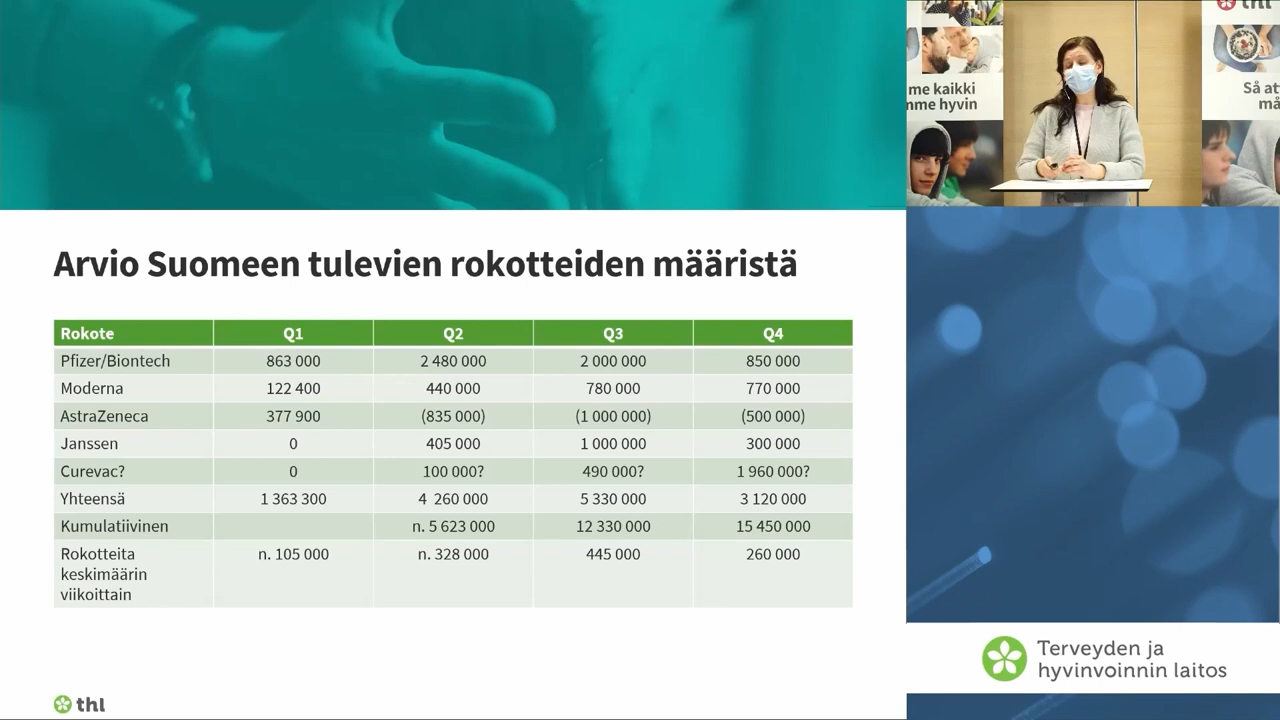 thl
me kaikki
mme hyvin
Så at
må
Arvio Suomeen tulevien rokotteiden määristä
Rokote Q1 Q2 Q3 Q4
Pfizer/Biontech 863 000 2 480 000 2 000 000 850 000
Moderna 122 400 440 000 780 000 770 000
AstraZeneca 377 900 (835 000) (1 000 000) (500 000)
Janssen 0 405 000 1 000 000 300 000
Curevac? 0 100 000? 490 000? 1 960 000?
Yhteensä 1 363 300 4 260 000 5 330 000 3 120 000
Kumulatiivinen n. 5 623 000 12 330 000 15 450 000
Rokotteita n. 105 000 n. 328 000 445 000 260 000
keskimäärin
viikoittain
Terveyden ja
hyvinvoinnin laitos
thl